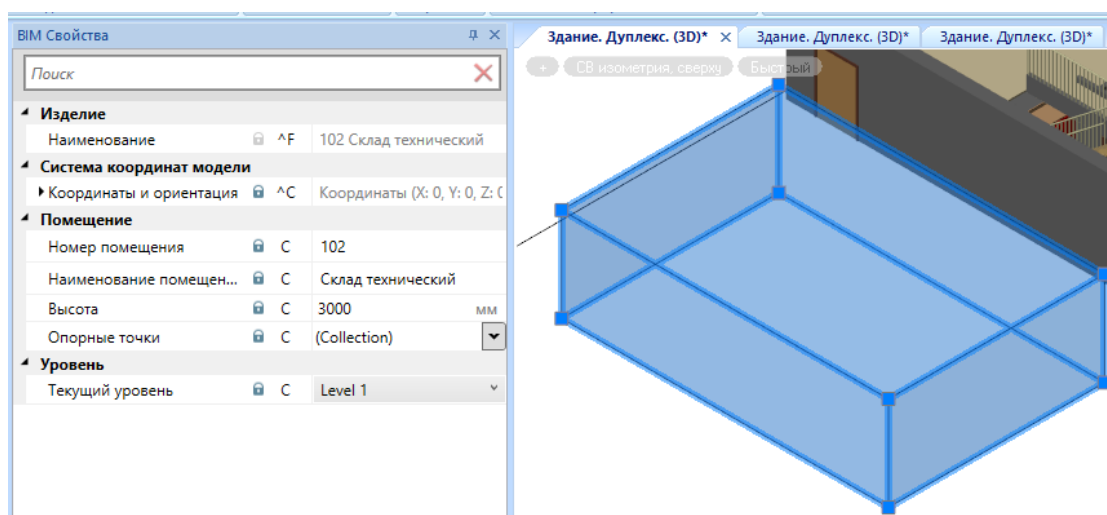 BIM Свойства
Поиск
Изделие
Наименование ^F 102 Склад технический
Система координат модели
Координаты и ориентация ^C Координаты (X: 0, Y: 0, Z: 0
Помещение
Номер помещения C 102
Наименование помещен... C Склад технический
Высота C 3000 мм
Опорные точки C (Collection)
Уровень
Текущий уровень C Level 1
Здание. Дуплекс. (3D)* Здание. Дуплекс. (3D)* Здание. Дуплекс. (3D)*
+ СВ изометрия, сверху Быстрый